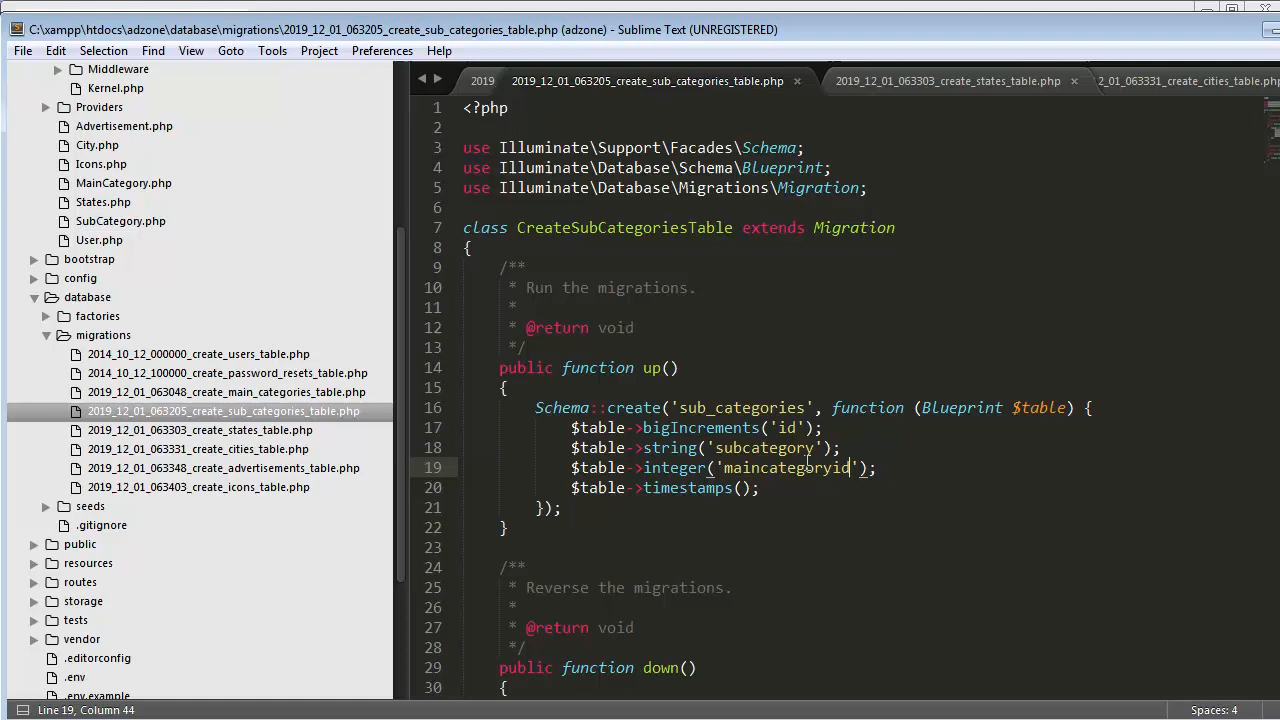 C:\xampp\htdocs\adzone\database\migrations\2019_12_01_063205_create_sub_categories_table.php (adzone) - Sublime Text (UNREGISTERED)
File Edit Selection Find View Goto Tools Project Preferences Help
Middleware
Kernel.php
Providers
Advertisement.php
City.php
Icons.php
MainCategory.php
States.php
SubCategory.php
User.php
bootstrap
config
database
factories
migrations
2014_10_12_000000_create_users_table.php
2014_10_12_100000_create_password_resets_table.php
2019_12_01_063048_create_main_categories_table.php
2019_12_01_063205_create_sub_categories_table.php
2019_12_01_063303_create_states_table.php
2019_12_01_063331_create_cities_table.php
2019_12_01_063348_create_advertisements_table.php
2019_12_01_063403_create_icons_table.php
seeds
.gitignore
public
resources
routes
storage
tests
vendor
.editorconfig
.env
.env.example
2019 2019_12_01_063205_create_sub_categories_table.php × 2019_12_01_063303_create_states_table.php × 2_01_063331_create_cities_table.php
1 <?php
2
3 use Illuminate\Support\Facades\Schema;
4 use Illuminate\Database\Schema\Blueprint;
5 use Illuminate\Database\Migrations\Migration;
6
7 class CreateSubCategoriesTable extends Migration
8 {
9 /**
10 * Run the migrations.
11 *
12 * @return void
13 */
14 public function up()
15 {
16 Schema::create('sub_categories', function (Blueprint $table) {
17 $table->bigIncrements('id');
18 $table->string('subcategory');
19 $table->integer('maincategoryid');
20 $table->timestamps();
21 });
22 }
23
24 /**
25 * Reverse the migrations.
26 *
27 * @return void
28 */
29 public function down()
30 {
Line 19, Column 44 Spaces: 4